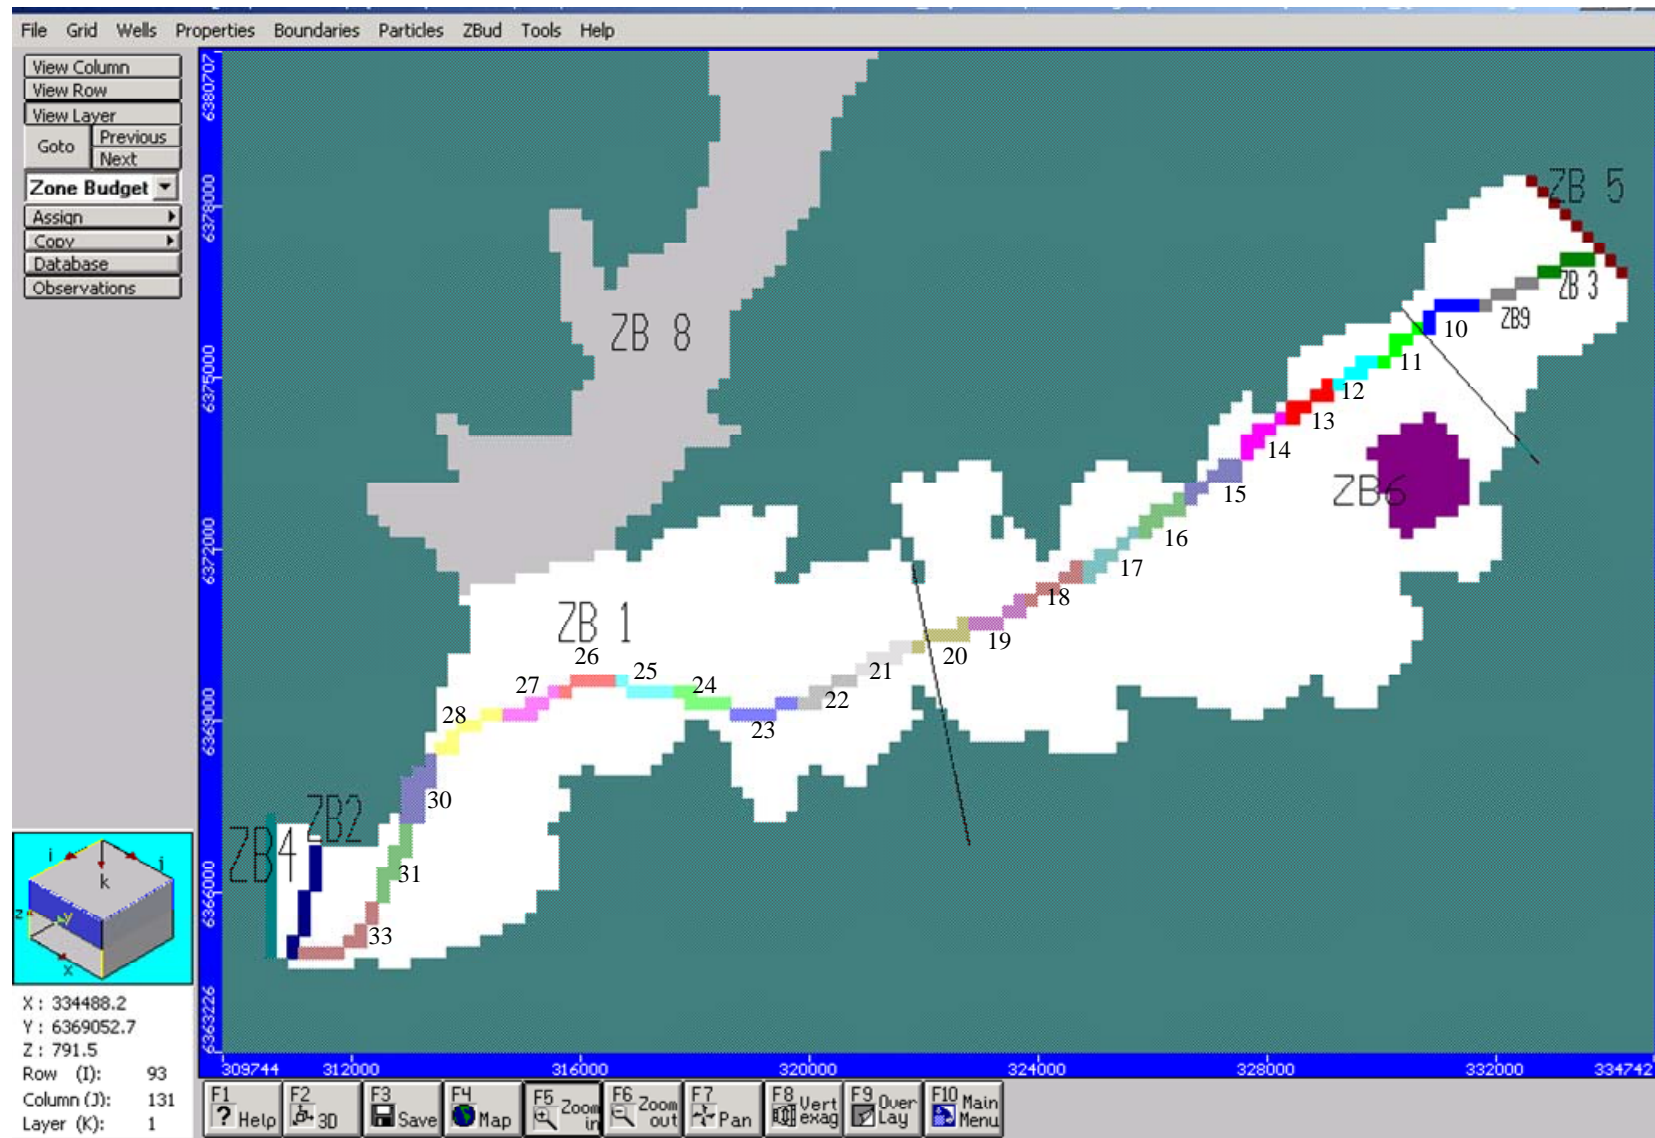 File Grid Wells Properties Boundaries Particles ZBud Tools Help
View Column
View Row
View Layer
Goto
Previous
Next
Zone Budget
Assign
Copy
Database
Observations
6380707
6378000
6375000
6372000
6369000
6366000
6363226
ZB 5
ZB 3
ZB9
10
ZB 8
11
12
13
14
ZB6
15
16
17
18
ZB 1
19
20
26
25
21
27
24
22
28
23
30
ZB2
ZB4
31
33
i
j
k
z
y
x
X : 334488.2
Y : 6369052.7
Z : 791.5
Row (I): 93
Column (J): 131
Layer (K): 1
309744 312000 316000 320000 324000 328000 332000 334742
F1 ? Help
F2 3D
F3 Save
F4 Map
F5 Zoom in
F6 Zoom out
F7 Pan
F8 Vert exag
F9 Over Lay
F10 Main Menu